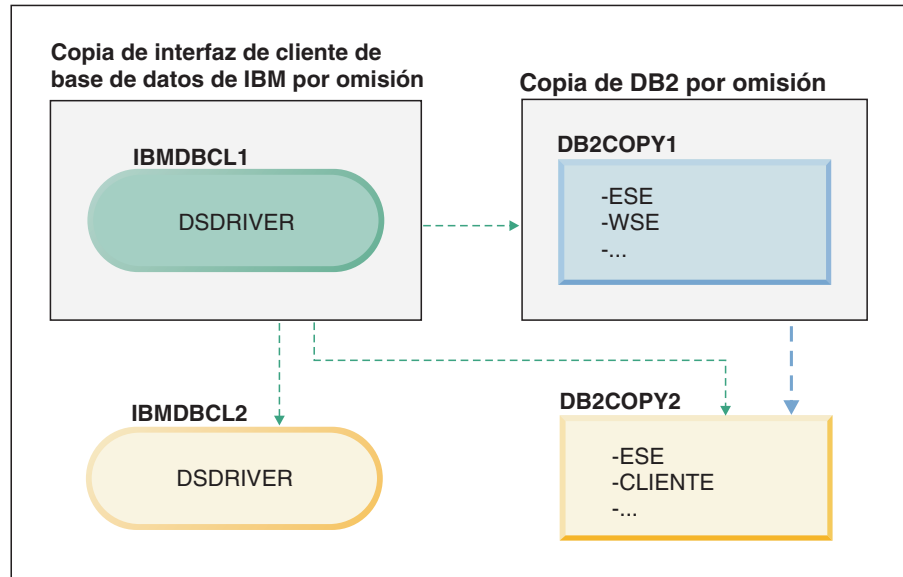 Copia de interfaz de cliente de
base de datos de IBM por omisión
IBMDBCL1
DSDRIVER
Copia de DB2 por omisión
DB2COPY1
-ESE
-WSE
-...
IBMDBCL2
DSDRIVER
DB2COPY2
-ESE
-CLIENTE
-...